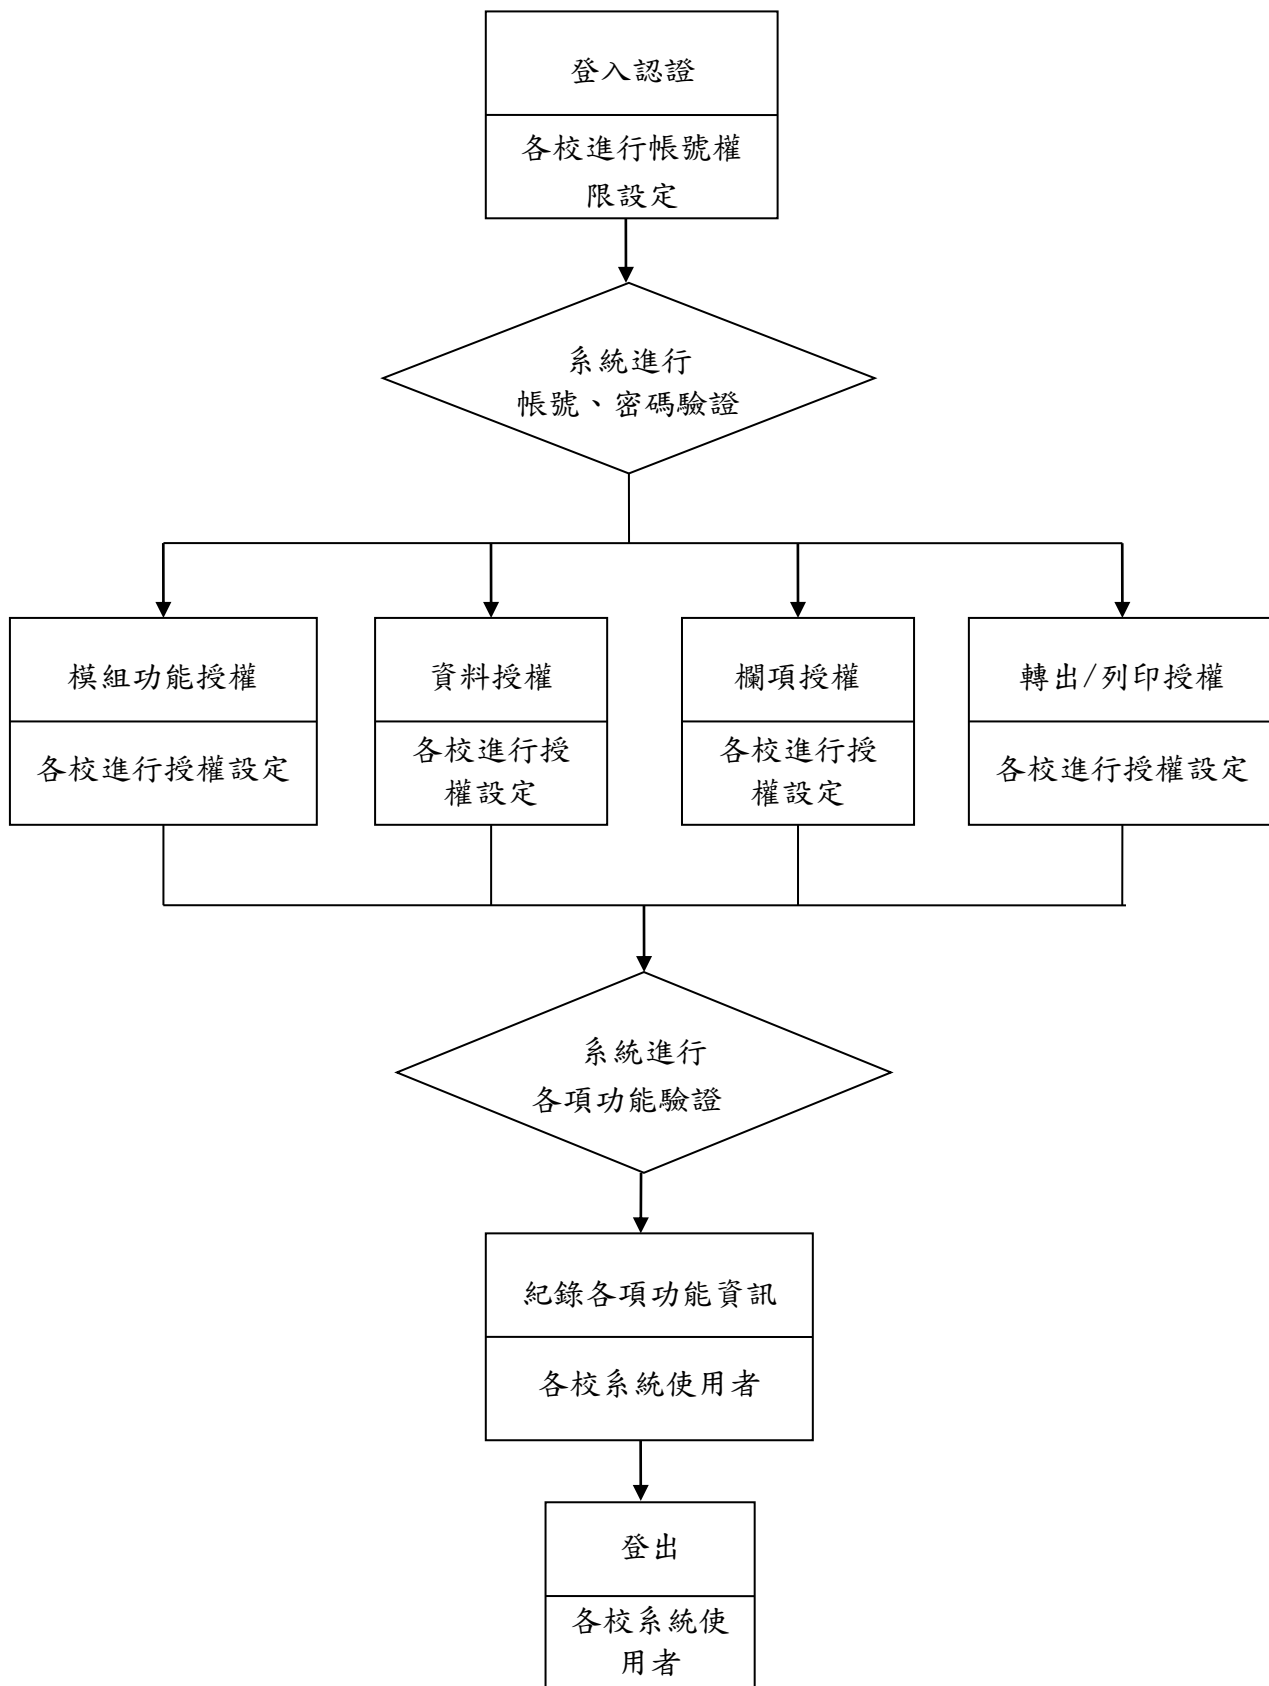 登入認證
各校進行帳號權
限設定
系統進行
帳號、密碼驗證
模組功能授權
各校進行授權設定
資料授權
各校進行授
權設定
欄項授權
各校進行授
權設定
轉出/列印授權
各校進行授權設定
系統進行
各項功能驗證
紀錄各項功能資訊
各校系統使用者
登出
各校系統使
用者